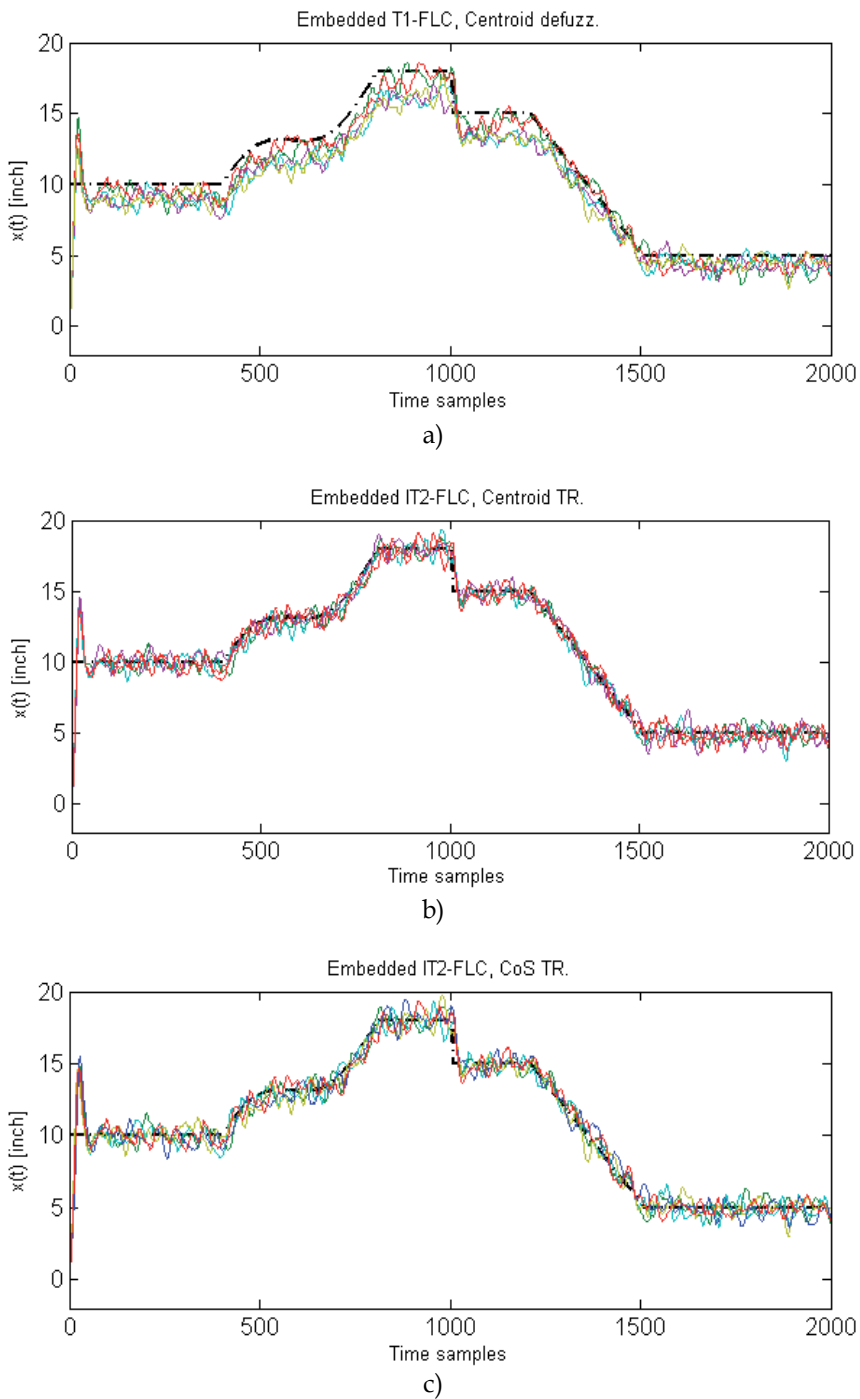 Embedded T1-FLC, Centroid defuzz.
20
15
10
5
0
x(t) [inch]
0 500 1000 1500 2000
Time samples
a)
Embedded IT2-FLC, Centroid TR.
20
15
10
5
0
x(t) [inch]
0 500 1000 1500 2000
Time samples
b)
Embedded IT2-FLC, CoS TR.
20
15
10
5
0
x(t) [inch]
0 500 1000 1500 2000
Time samples
c)